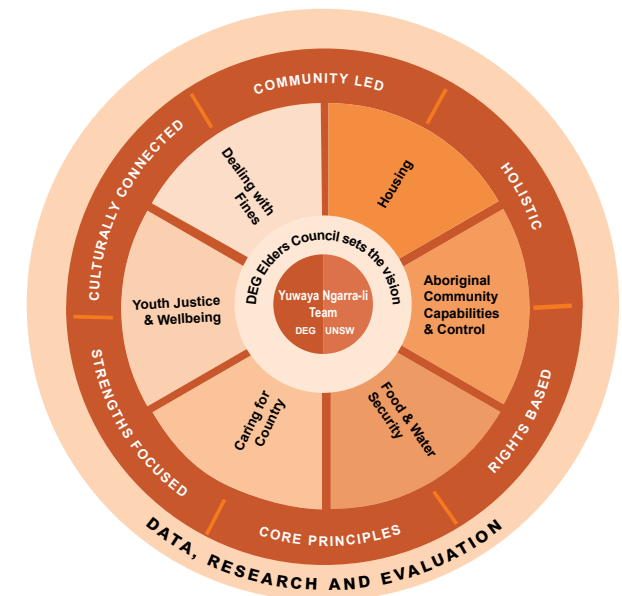 COMMUNITY LED
HOLISTIC
RIGHTS BASED
CORE PRINCIPLES
STRENGTHS FOCUSED
CULTURALLY CONNECTED
Dealing with
Fines
Housing
Aboriginal
Community
Capabilities
& Control
Food & Water
Security
Caring for
Country
Youth Justice
& Wellbeing
DEG Elders Council sets the vision
Yuwaya Ngarra-li
Team
DEG UNSW
DATA, RESEARCH AND EVALUATION